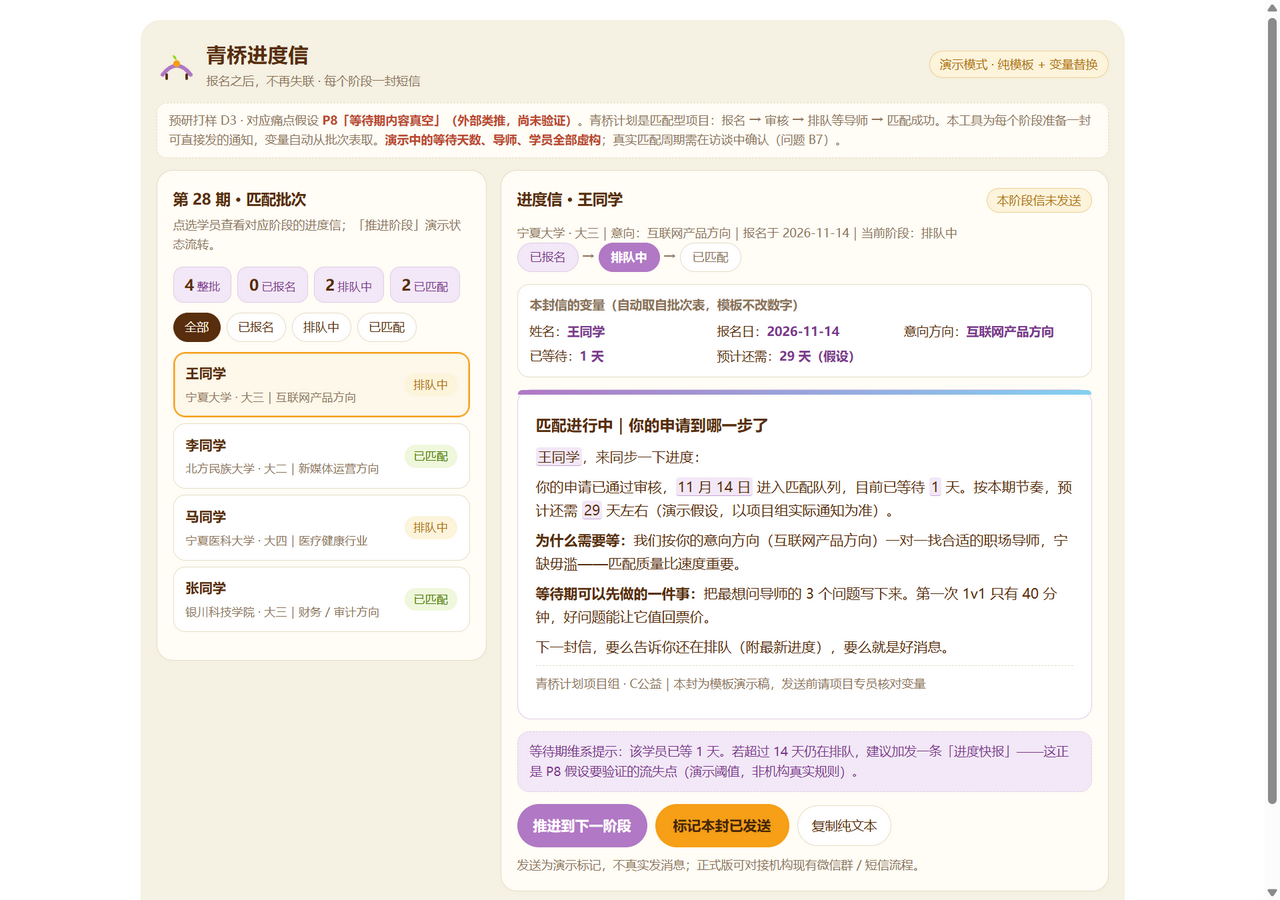 青桥进度信
报名之后，不再失联 · 每个阶段一封短信
演示模式 · 纯模板 + 变量替换
预研打样 D3 · 对应痛点假设 P8「等待期内容真空」（外部类推，尚未验证）。青桥计划是匹配型项目：报名 → 审核 → 排队等导师 → 匹配成功。本工具为每个阶段准备一封
可直接发的通知，变量自动从批次表取。演示中的等待天数、导师、学员全部虚构；真实匹配周期需在访谈中确认（问题 B7）。
第 28 期 · 匹配批次
点选学员查看对应阶段的进度信；「推进阶段」演示状
态流转。
4 整批 0 已报名 2 排队中 2 已匹配
全部 已报名 排队中 已匹配
王同学
宁夏大学 · 大三 | 互联网产品方向
排队中
李同学
北方民族大学 · 大二 | 新媒体运营方向
已匹配
马同学
宁夏医科大学 · 大四 | 医疗健康行业
排队中
张同学
银川科技学院 · 大三 | 财务 / 审计方向
已匹配
进度信 · 王同学
本阶段信未发送
宁夏大学 · 大三 | 意向：互联网产品方向 | 报名于 2026-11-14 | 当前阶段：排队中
已报名 → 排队中 → 已匹配
本封信的变量（自动取自批次表，模板不改数字）
姓名：王同学 报名日：2026-11-14 意向方向：互联网产品方向
已等待：1 天 预计还需：29 天（假设）
匹配进行中 | 你的申请到哪一步了
王同学，来同步一下进度：
你的申请已通过审核，11 月 14 日 进入匹配队列，目前已等待 1 天。按本期节奏，预
计还需 29 天左右（演示假设，以项目组实际通知为准）。
为什么需要等：我们按你的意向方向（互联网产品方向）一对一找合适的职场导师，宁
缺毋滥——匹配质量比速度重要。
等待期可以先做的一件事：把最想问导师的 3 个问题写下来。第一次 1v1 只有 40 分
钟，好问题能让它值回票价。
下一封信，要么告诉你还在排队（附最新进度），要么就是好消息。
青桥计划项目组 · C公益 | 本封为模板演示稿，发送前请项目专员核对变量
等待期维系提示：该学员已等 1 天。若超过 14 天仍在排队，建议加发一条「进度快报」——这正
是 P8 假设要验证的流失点（演示阈值，非机构真实规则）。
推进到下一阶段 标记本封已发送 复制纯文本
发送为演示标记，不真实发消息；正式版可对接机构现有微信群 / 短信流程。